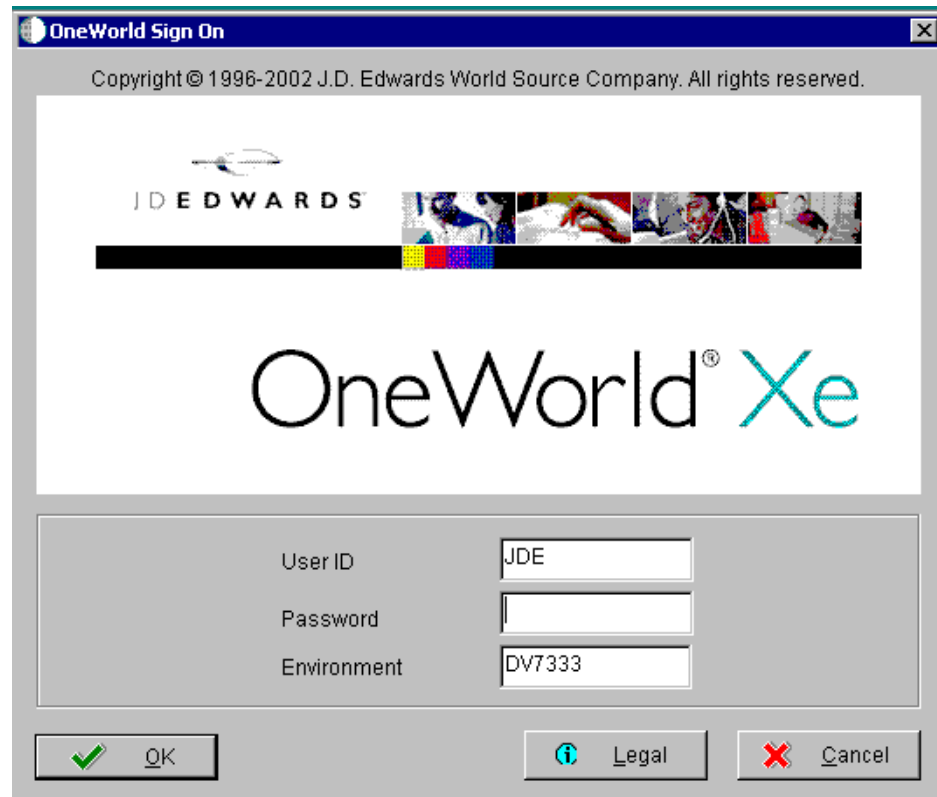 OneWorld Sign On
Copyright © 1996-2002 J.D. Edwards World Source Company. All rights reserved.
JDEDWARDS
OneWorld® Xe
User ID JDE
Password
Environment DV7333
OK Legal Cancel